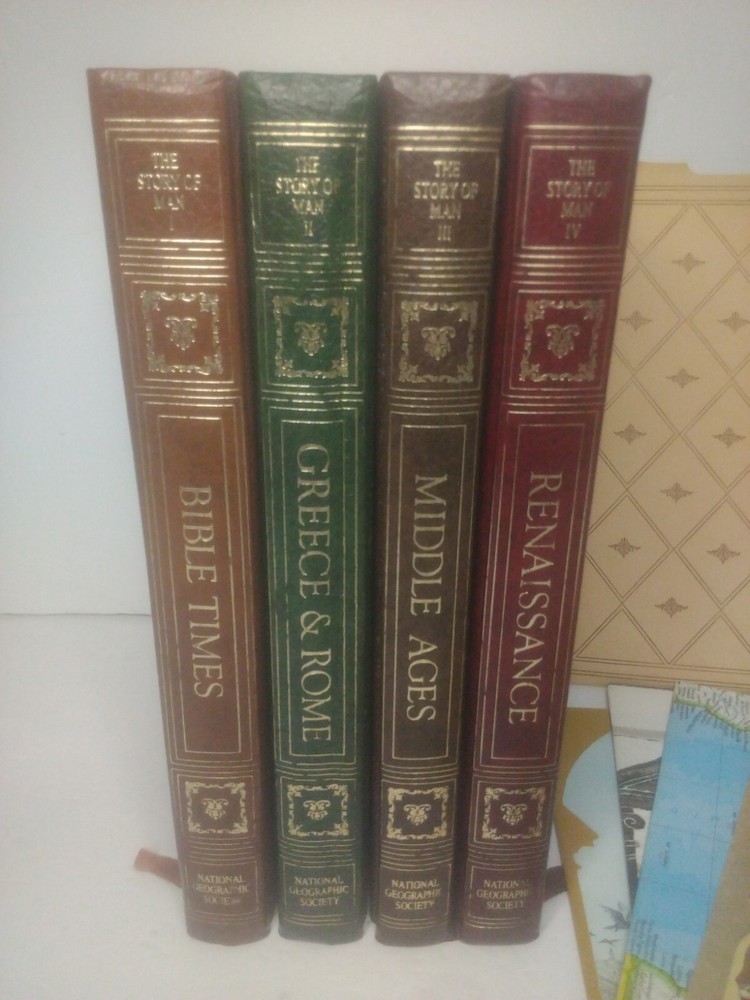 THE
STORY OF
MAN
I
BIBLE TIMES
NATIONAL
GEOGRAPHIC
THE
STORY OF
MAN
II
GREECE & ROME
NATIONAL
GEOGRAPHIC
SOCIETY
THE
STORY OF
MAN
III
MIDDLE AGES
NATIONAL
GEOGRAPHIC
SOCIETY
THE
STORY OF
MAN
IV
RENAISSANCE
NATIONAL
GEOGRAPHIC
SOCIETY